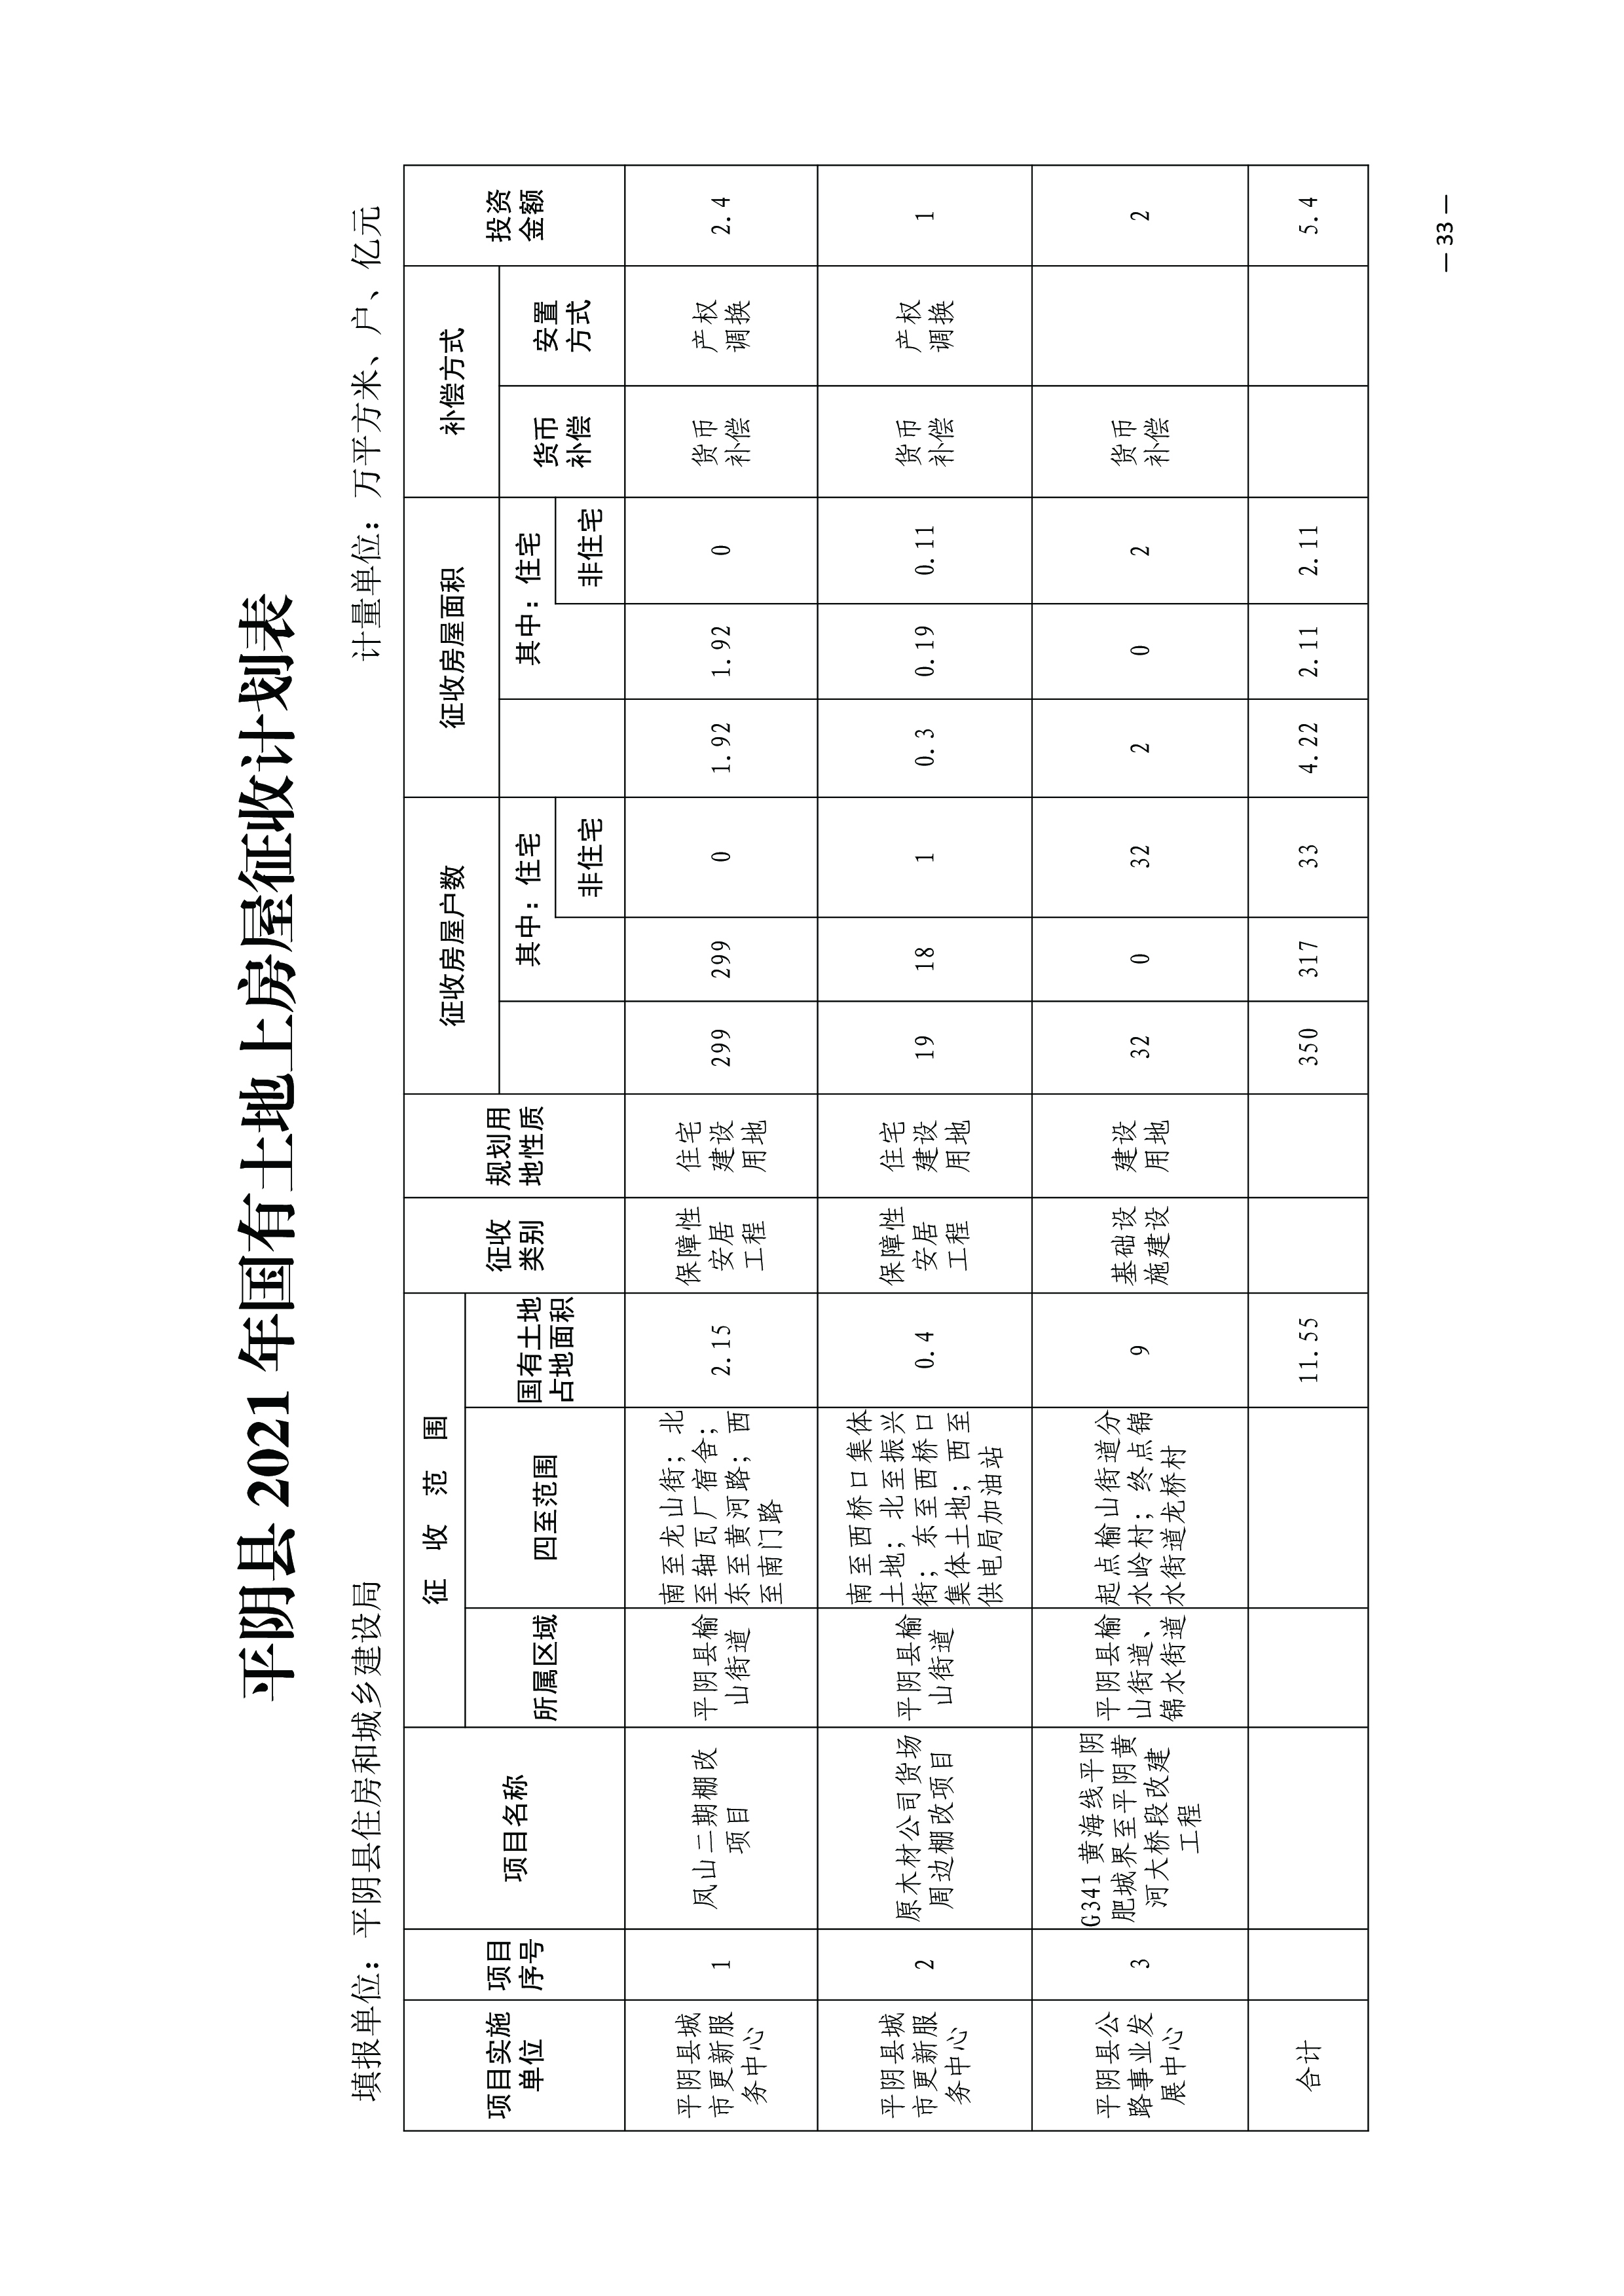 平阴县 2021 年国有土地上房屋征收计划表
填报单位：平阴县住房和城乡建设局 计量单位：万平方米、户、亿元
项目实施
单位
项目
序号
项目名称
征 收 范 围
所属区域
四至范围
国有土地
占地面积
征收
类别
规划用
地性质
征收房屋户数
其中：住宅
非住宅
征收房屋面积
其中：住宅
非住宅
补偿方式
货币
补偿
安置
方式
投资
金额
平阴县城
市更新服
务中心
1
凤山二期棚改
项目
平阴县榆
山街道
南至龙山街；北
至轴瓦厂宿舍；
东至黄河路；西
至南门路
2.15
保障性
安居
工程
住宅
建设
用地
299
299
0
1.92
1.92
0
货币
补偿
产权
调换
2.4
平阴县城
市更新服
务中心
2
原木材公司货场
周边棚改项目
平阴县榆
山街道
南至西桥口集体
土地；北至振兴
街；东至西桥口
集体土地；西至
供电局加油站
0.4
保障性
安居
工程
住宅
建设
用地
19
18
1
0.3
0.19
0.11
货币
补偿
产权
调换
1
平阴县公
路事业发
展中心
3
G341 黄海线平阴
肥城界至平阴黄
河大桥段改建
工程
平阴县榆
山街道、
锦水街道
起点榆山街道分
水岭村；终点锦
水街道龙桥村
9
基础设
施建设
建设
用地
32
0
32
2
0
2
货币
补偿
2
合计
11.55
350
317
33
4.22
2.11
2.11
5.4
— 33 —